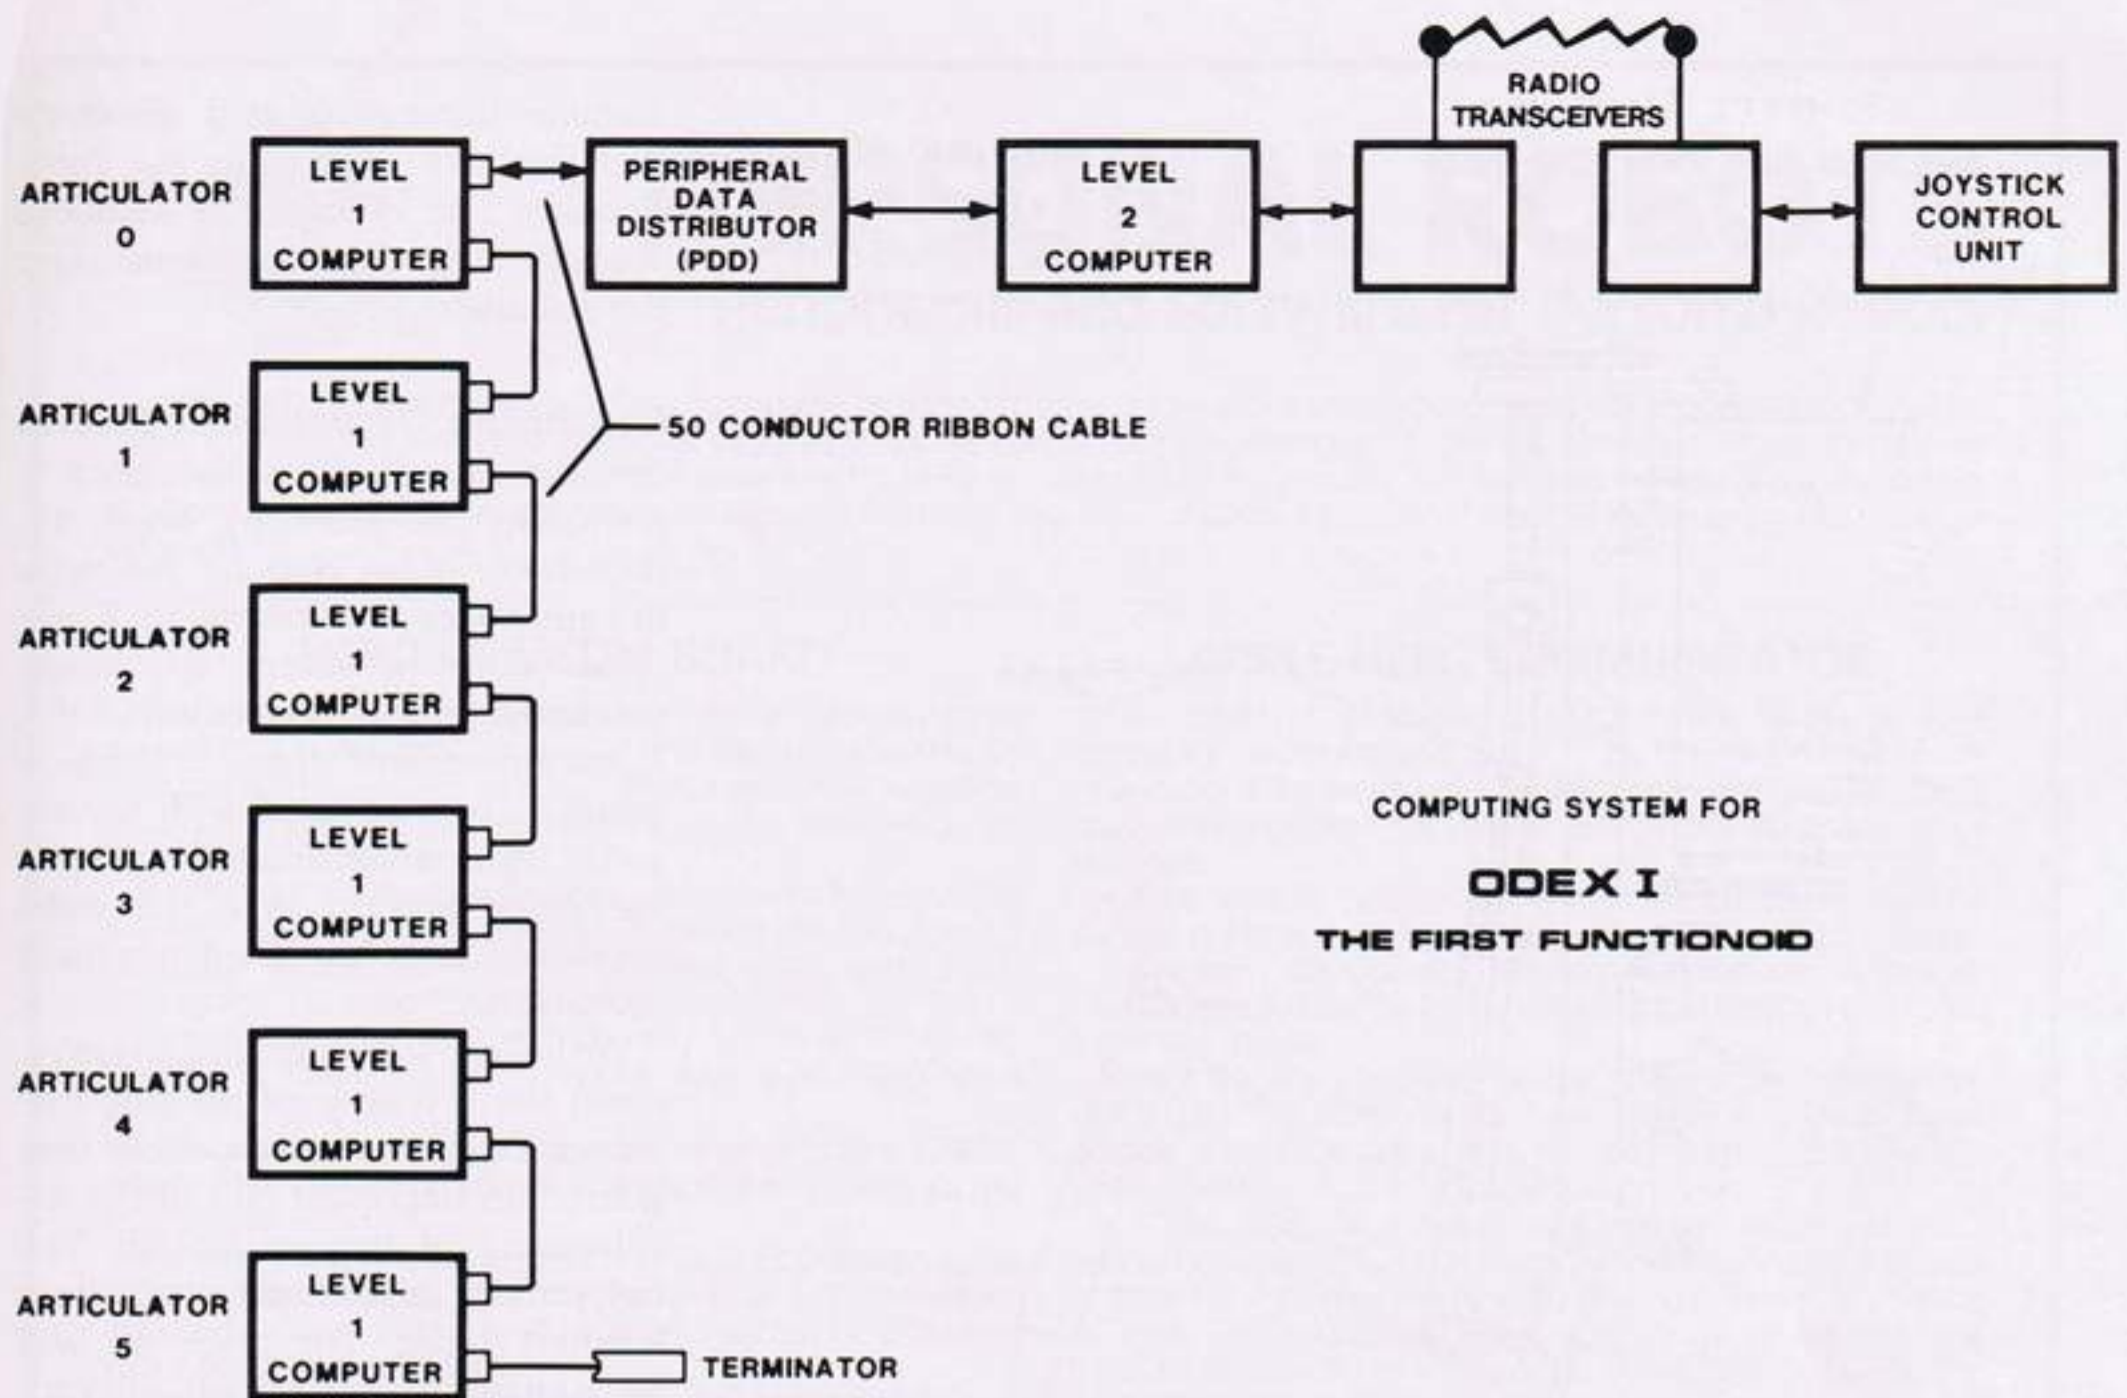 RADIO
TRANSCEIVERS
ARTICULATOR
0
LEVEL
1
COMPUTER
PERIPHERAL
DATA
DISTRIBUTOR
(PDD)
LEVEL
2
COMPUTER
JOYSTICK
CONTROL
UNIT
ARTICULATOR
1
LEVEL
1
COMPUTER
50 CONDUCTOR RIBBON CABLE
ARTICULATOR
2
LEVEL
1
COMPUTER
ARTICULATOR
3
LEVEL
1
COMPUTER
COMPUTING SYSTEM FOR
ODEX I
THE FIRST FUNCTIONOID
ARTICULATOR
4
LEVEL
1
COMPUTER
ARTICULATOR
5
LEVEL
1
COMPUTER
TERMINATOR